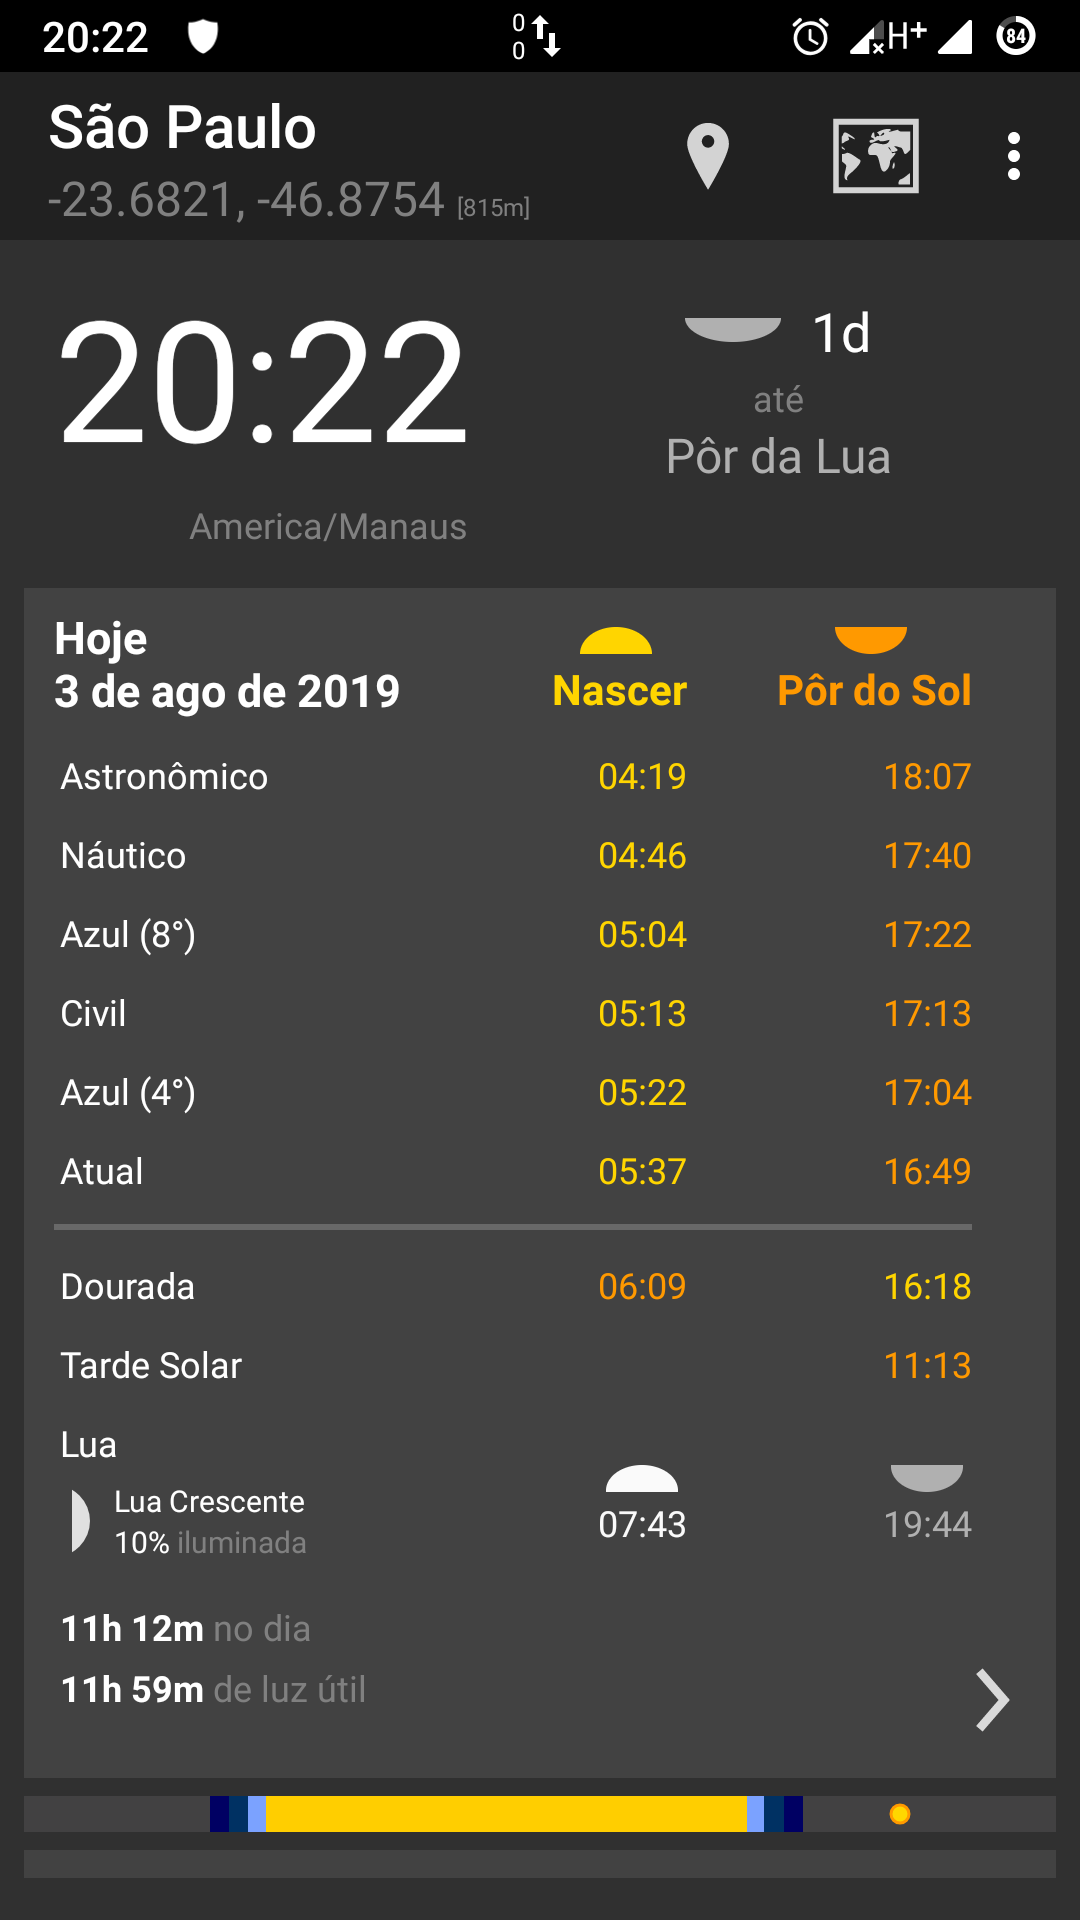 20:22
0
0
H+
84
São Paulo
-23.6821, -46.8754 [815m]
20:22
1d
até
Pôr da Lua
America/Manaus
Hoje
3 de ago de 2019
Nascer
Pôr do Sol
Astronômico 04:19 18:07
Náutico 04:46 17:40
Azul (8°) 05:04 17:22
Civil 05:13 17:13
Azul (4°) 05:22 17:04
Atual 05:37 16:49
Dourada 06:09 16:18
Tarde Solar 11:13
Lua
Lua Crescente
10% iluminada
07:43 19:44
11h 12m no dia
11h 59m de luz útil